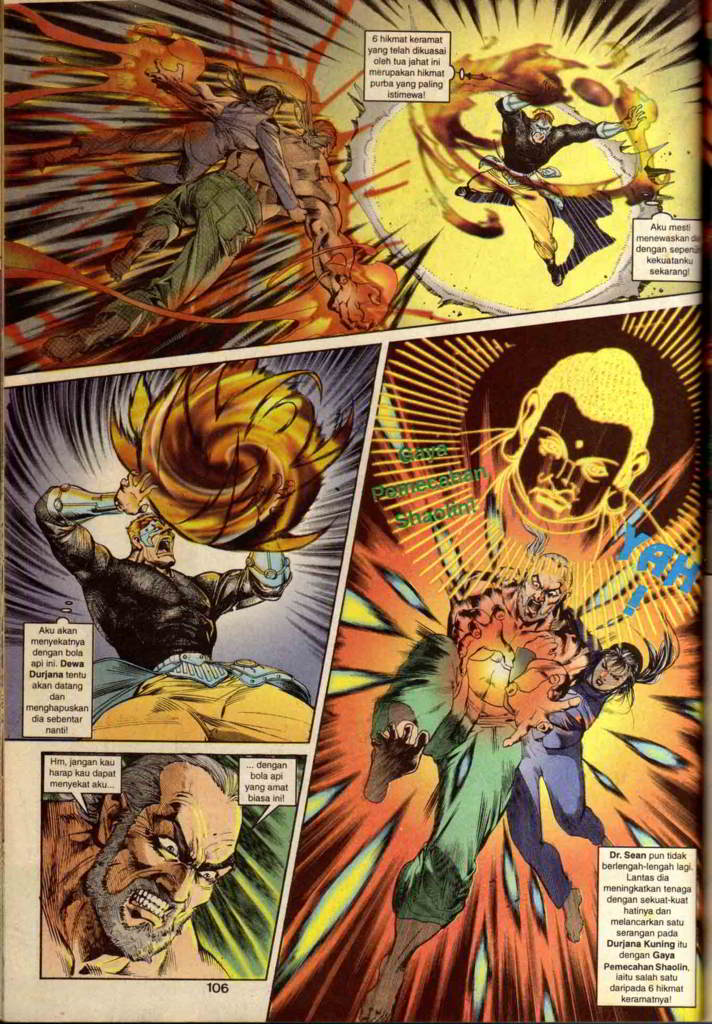 6 hikmat keramat
yang telah dikuasai
oleh tua jahat ini
merupakan hikmat
purba yang paling
istimewa!
Aku mesti
menewaskan
dengan
kekuatanku
sekarang!
Aku akan
menyekatnya
dengan bola
api ini. Dewa
Durjana tentu
akan datang
dan
menghapuskan
dia sebentar
nanti!
Gaya
Pemecahan
Shaolin!
YAH
!
Hm, jangan kau
harap kau dapat
menyekat aku...
... dengan
bola api
yang amat
biasa ini!
Dr. Sean pun tidak
berlengah-lengah lagi.
Lantas dia
meningkatkan tenaga
dengan sekuat-kuat
hatinya dan
melancarkan satu
serangan pada
Durjana Kuning itu
dengan Gaya
Pemecahan Shaolin,
iaitu salah satu
daripada 6 hikmat
keramatnya!
106